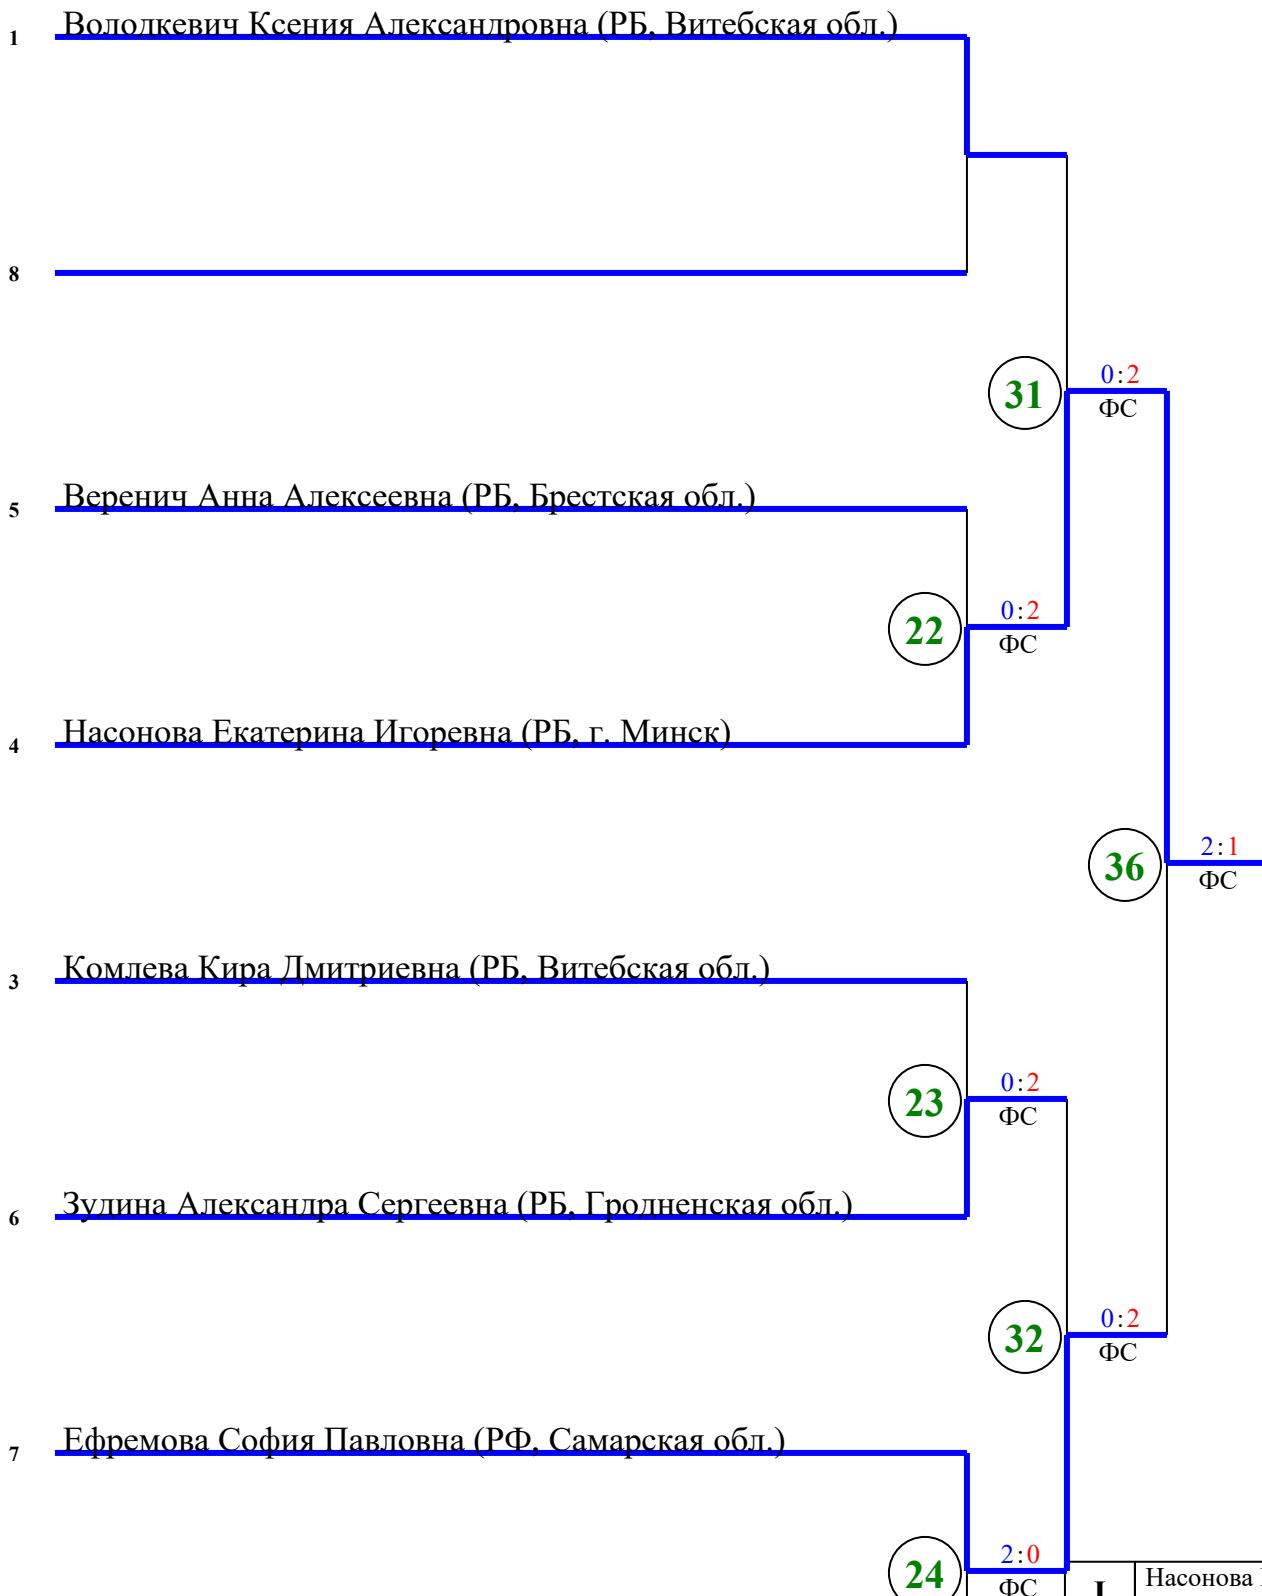 1 Володкевич Ксения Александровна (РБ, Витебская обл.)
8
31 0:2
ФС
5 Веренич Анна Алексеевна (РБ, Брестская обл.)
22 0:2
ФС
4 Насонова Екатерина Игоревна (РБ, г. Минск)
36 2:1
ФС
3 Комлева Кира Дмитриевна (РБ, Витебская обл.)
23 0:2
ФС
6 Зудина Александра Сергеевна (РБ, Гродненская обл.)
32 0:2
ФС
7 Ефремова София Павловна (РФ, Самарская обл.)
24 2:0
ФС
I Насонова